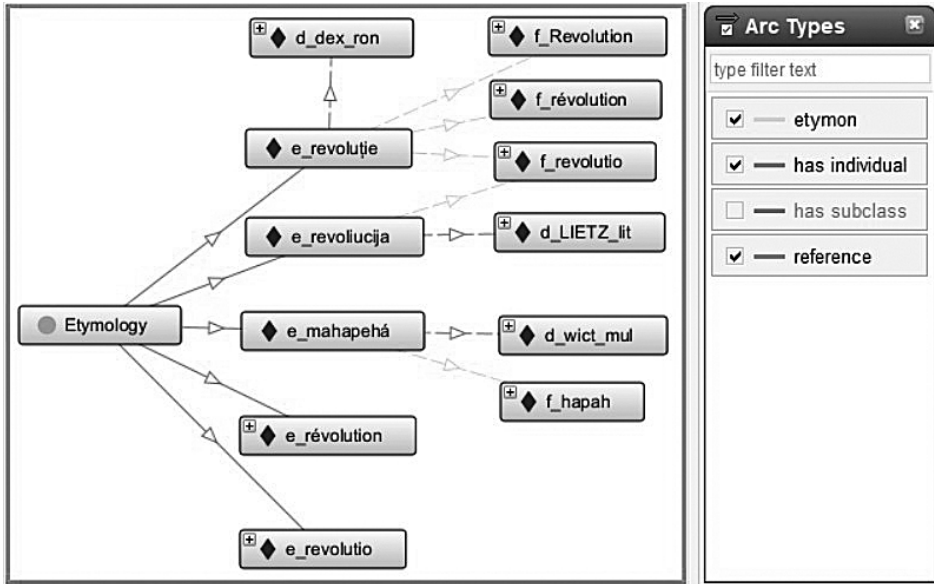 d_dex_ron
f_Revolution
f_révolution
e_revoluție
f_revolutio
e_revoliucija
d_LIETZ_lit
Etymology
e_mahapehá
d_wict_mul
f_hapah
e_révolution
e_revolutio
Arc Types
type filter text
etymon
has individual
has subclass
reference